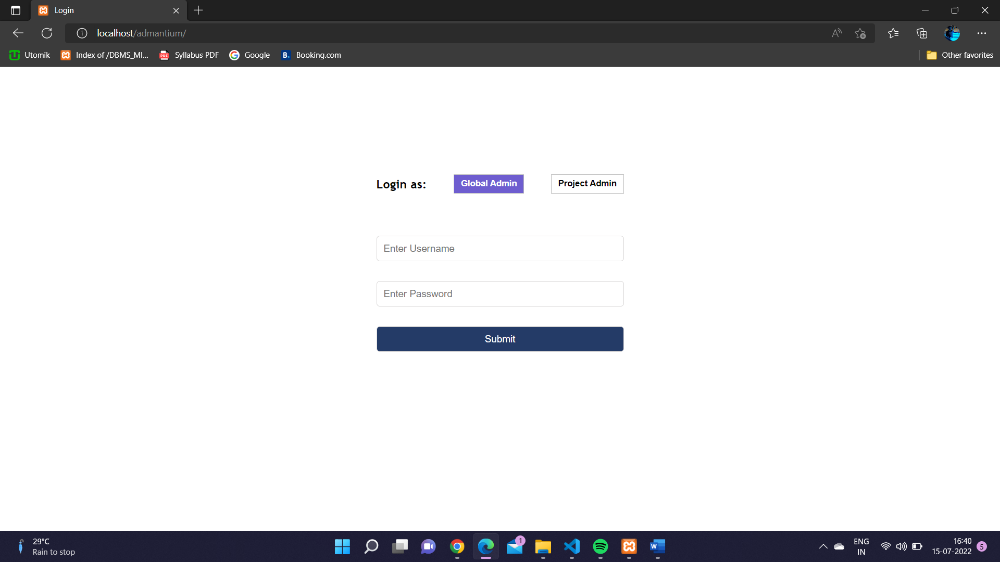 Login
localhost/admantium/
Utomik
Index of /DBMS_MI...
PDF
Syllabus PDF
Google
B.
Booking.com
Other favorites
Login as:
Global Admin
Project Admin
Enter Username
Enter Password
Submit
29°C
Rain to stop
1
W
ENG
IN
16:40
15-07-2022
5